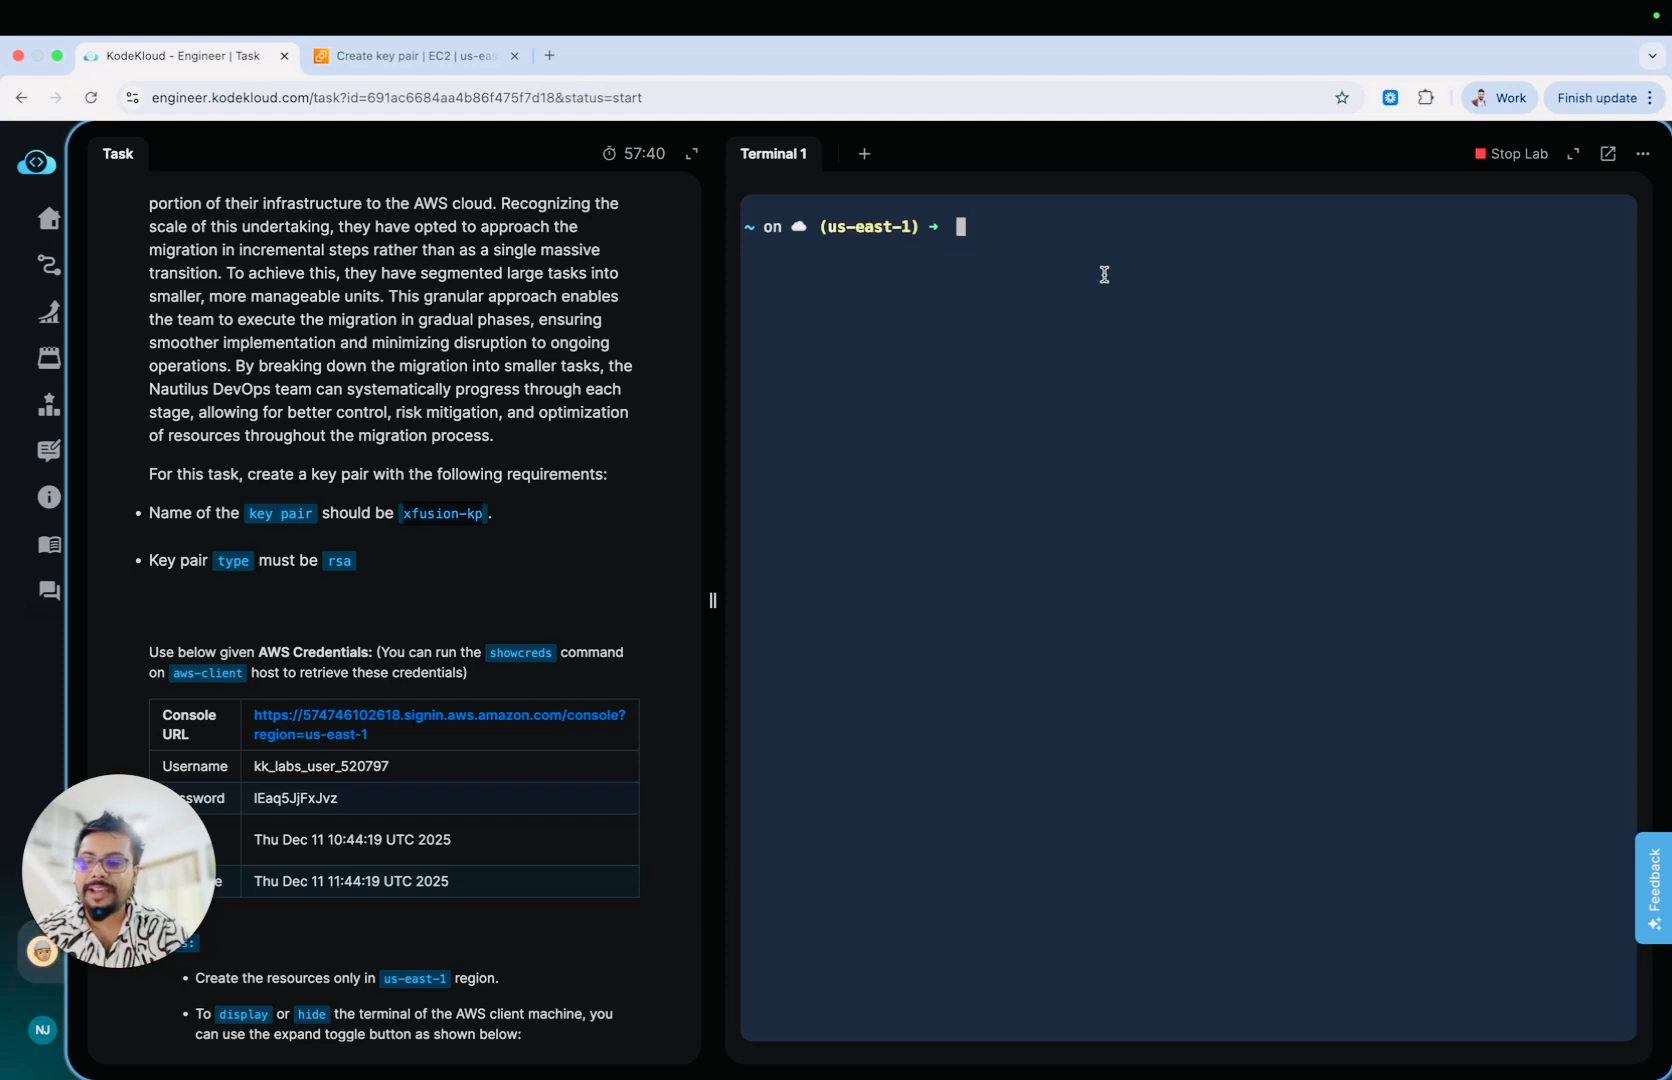 KodeKloud - Engineer | Task
Create key pair | EC2 | us-eas
engineer.kodekloud.com/task?id=691ac6684aa4b86f475f7d18&status=start
Work
Finish update
Task
57:40
Terminal 1
Stop Lab
portion of their infrastructure to the AWS cloud. Recognizing the
scale of this undertaking, they have opted to approach the
migration in incremental steps rather than as a single massive
transition. To achieve this, they have segmented large tasks into
smaller, more manageable units. This granular approach enables
the team to execute the migration in gradual phases, ensuring
smoother implementation and minimizing disruption to ongoing
operations. By breaking down the migration into smaller tasks, the
Nautilus DevOps team can systematically progress through each
stage, allowing for better control, risk mitigation, and optimization
of resources throughout the migration process.
For this task, create a key pair with the following requirements:
• Name of the key pair should be xfusion-kp.
• Key pair type must be rsa
Use below given AWS Credentials: (You can run the showcreds command
on aws-client host to retrieve these credentials)
Console URL https://574746102618.signin.aws.amazon.com/console?
region=us-east-1
Username kk_labs_user_520797
ssword lEaq5JjFxJvz
Thu Dec 11 10:44:19 UTC 2025
e Thu Dec 11 11:44:19 UTC 2025
s:
• Create the resources only in us-east-1 region.
• To display or hide the terminal of the AWS client machine, you
can use the expand toggle button as shown below:
~ on (us-east-1) ➜
Feedback
NJ